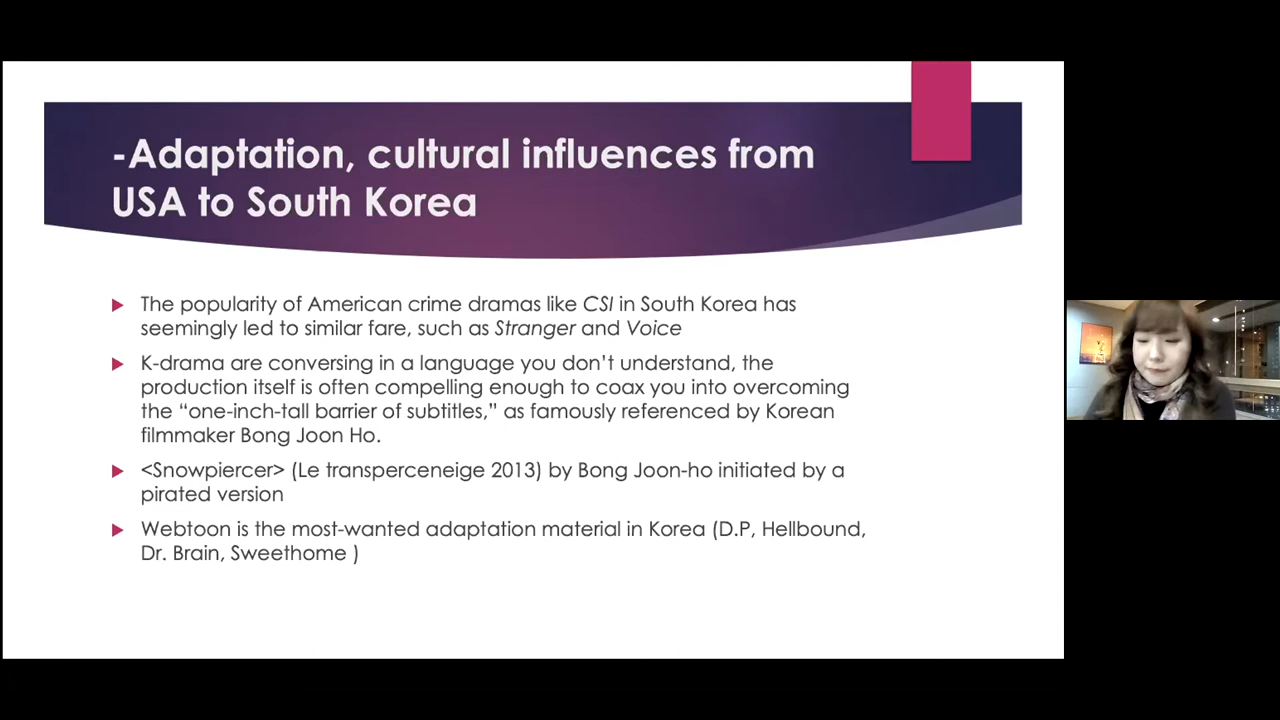 -Adaptation, cultural influences from
USA to South Korea
The popularity of American crime dramas like CSI in South Korea has
seemingly led to similar fare, such as Stranger and Voice
K-drama are conversing in a language you don’t understand, the
production itself is often compelling enough to coax you into overcoming
the “one-inch-tall barrier of subtitles,” as famously referenced by Korean
filmmaker Bong Joon Ho.
<Snowpiercer> (Le transperceneige 2013) by Bong Joon-ho initiated by a
pirated version
Webtoon is the most-wanted adaptation material in Korea (D.P, Hellbound,
Dr. Brain, Sweethome )